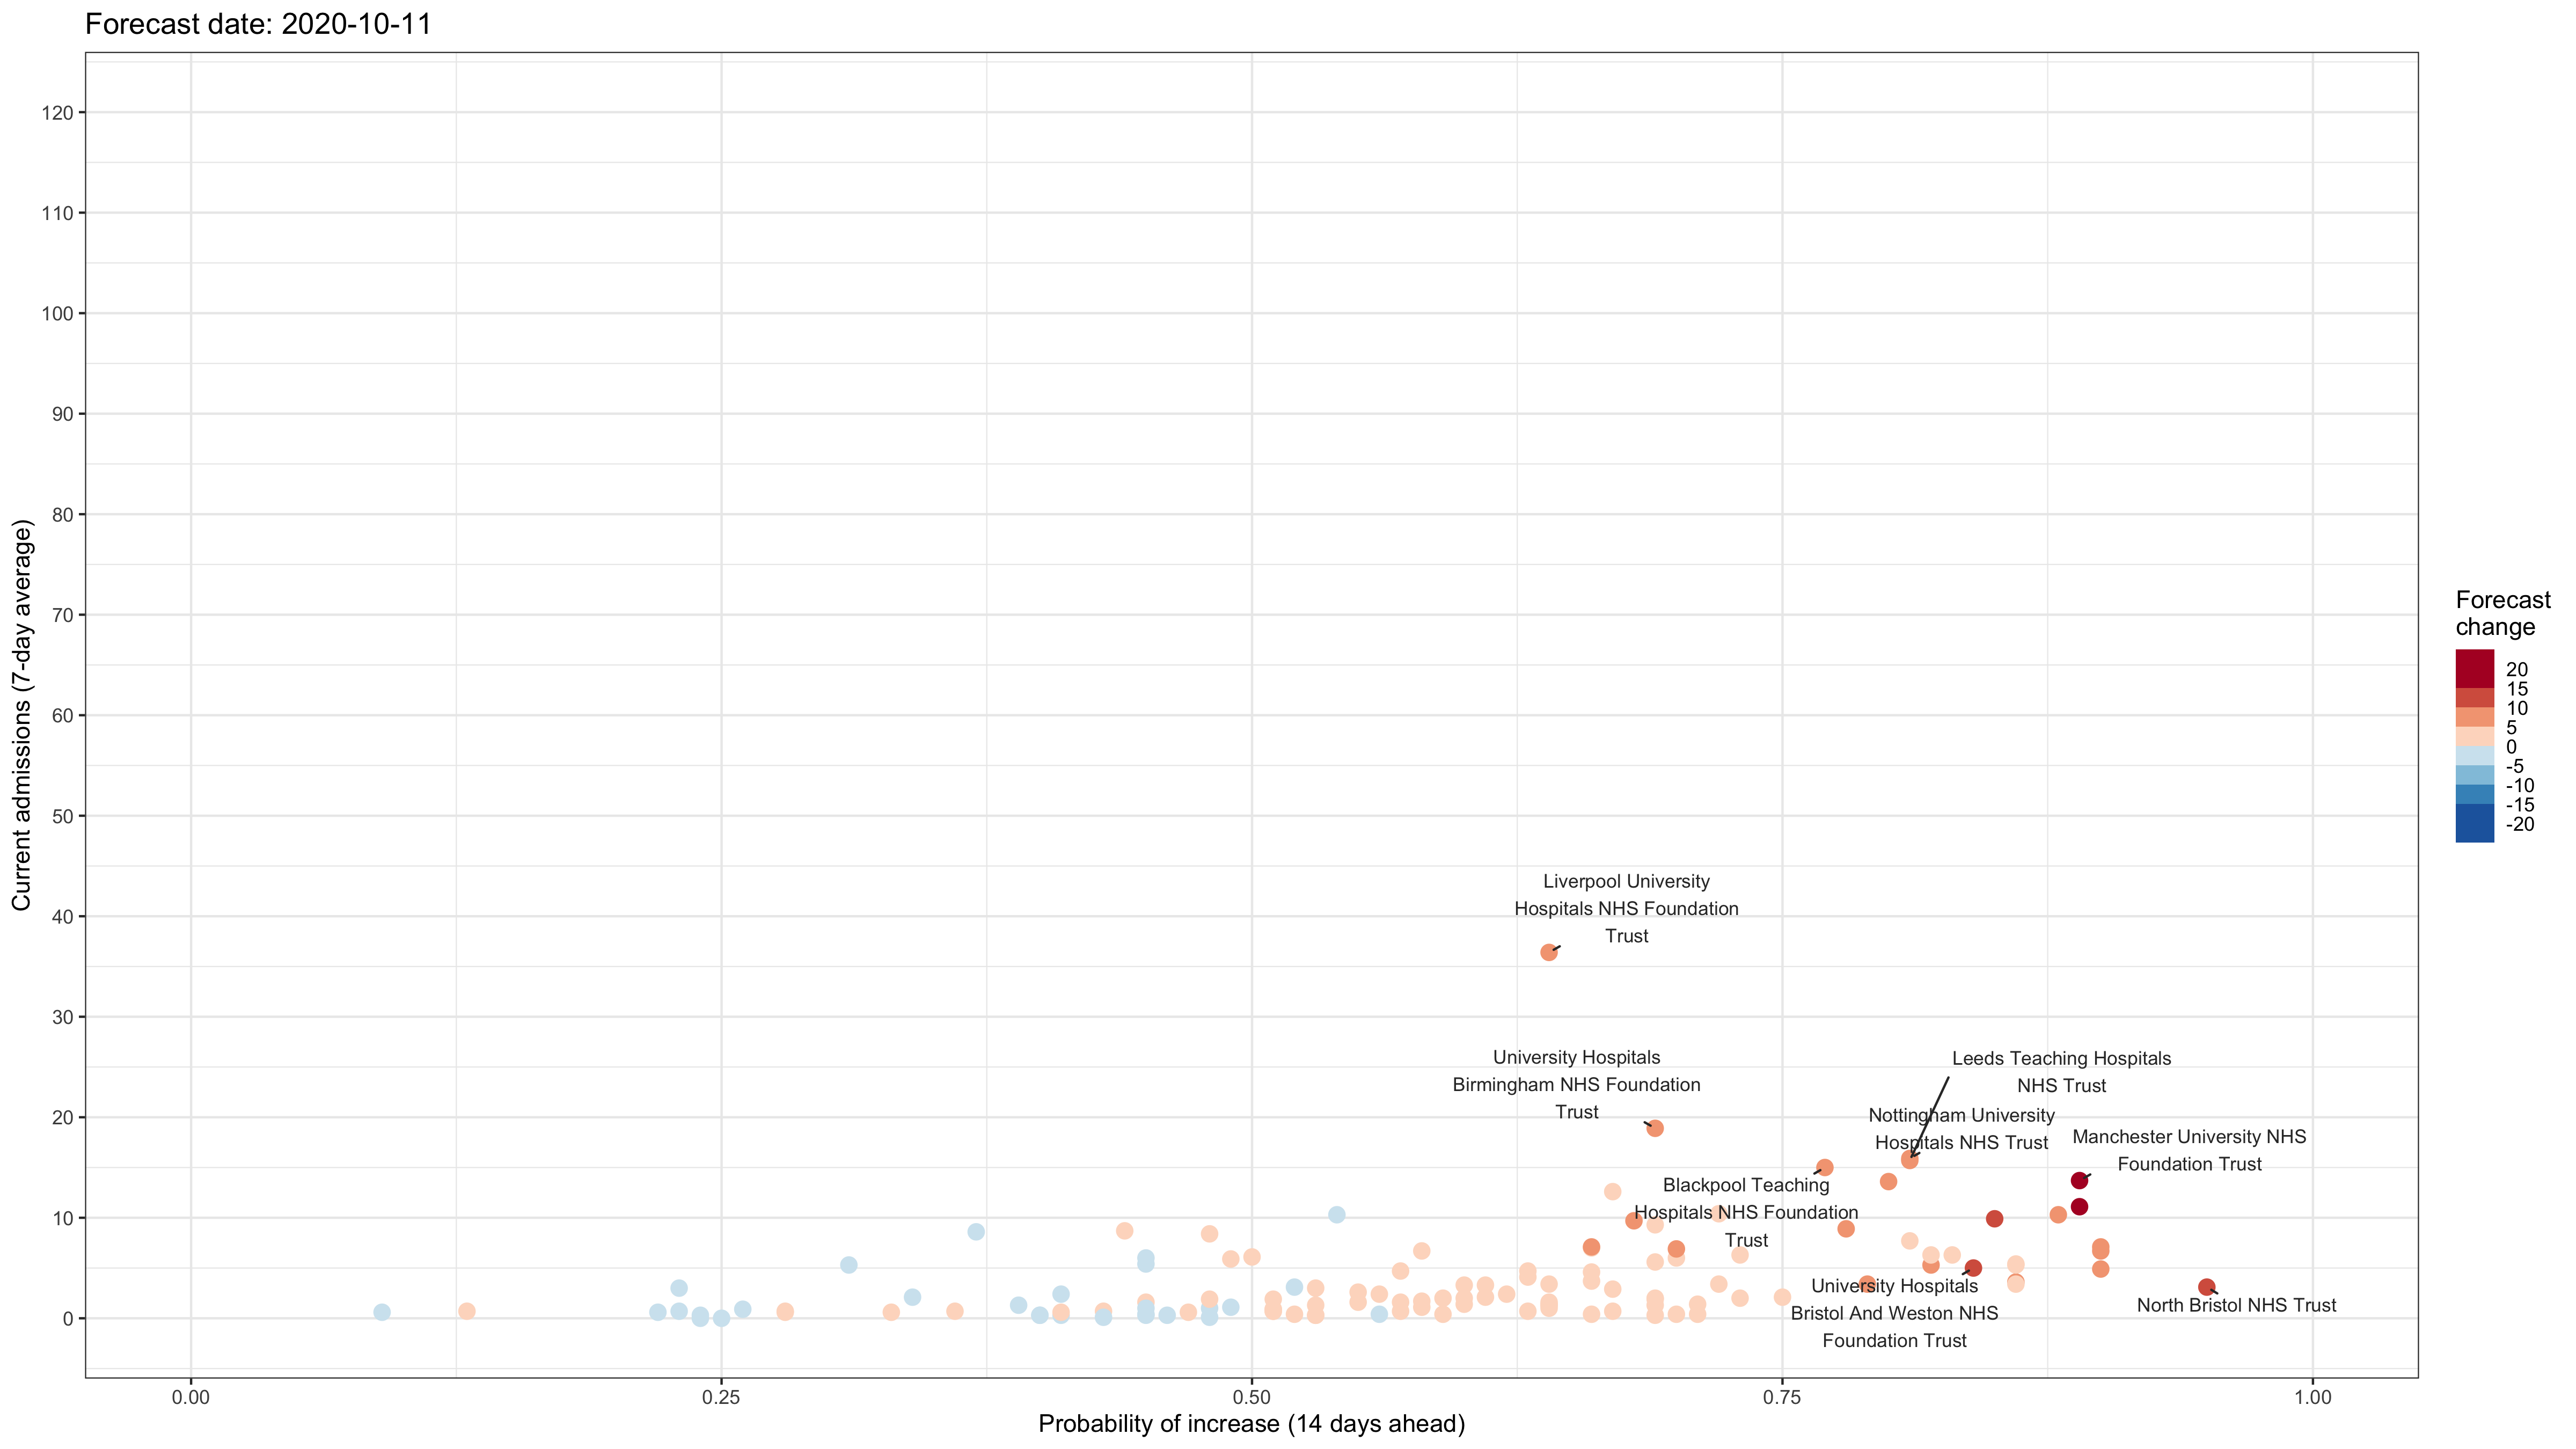 Forecast date: 2020-10-11
120
110
100
90
80
70
60
50
40
30
20
10
0
Current admissions (7-day average)
Liverpool University
Hospitals NHS Foundation
Trust
University Hospitals
Birmingham NHS Foundation
Trust
Leeds Teaching Hospitals
NHS Trust
Nottingham University
Hospitals NHS Trust
Manchester University NHS
Foundation Trust
Blackpool Teaching
Hospitals NHS Foundation
Trust
University Hospitals
Bristol And Weston NHS
Foundation Trust
North Bristol NHS Trust
0.00
0.25
0.50
0.75
1.00
Probability of increase (14 days ahead)
Forecast
change
20
15
10
5
0
-5
-10
-15
-20